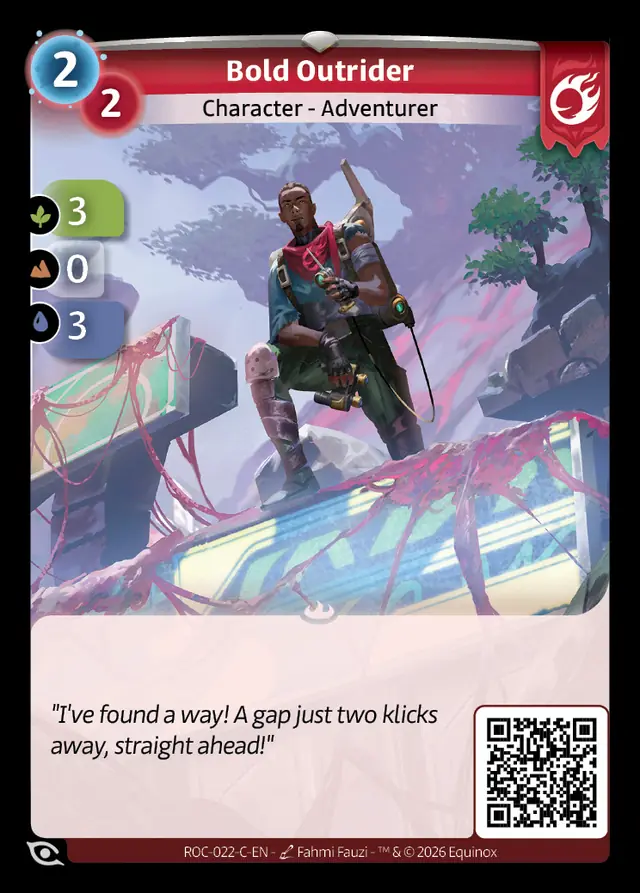 2
Bold Outrider
2
Character - Adventurer
3
0
3
"I've found a way! A gap just two klicks
away, straight ahead!"
ROC-022-C-EN - Fahmi Fauzi - ™ & © 2026 Equinox